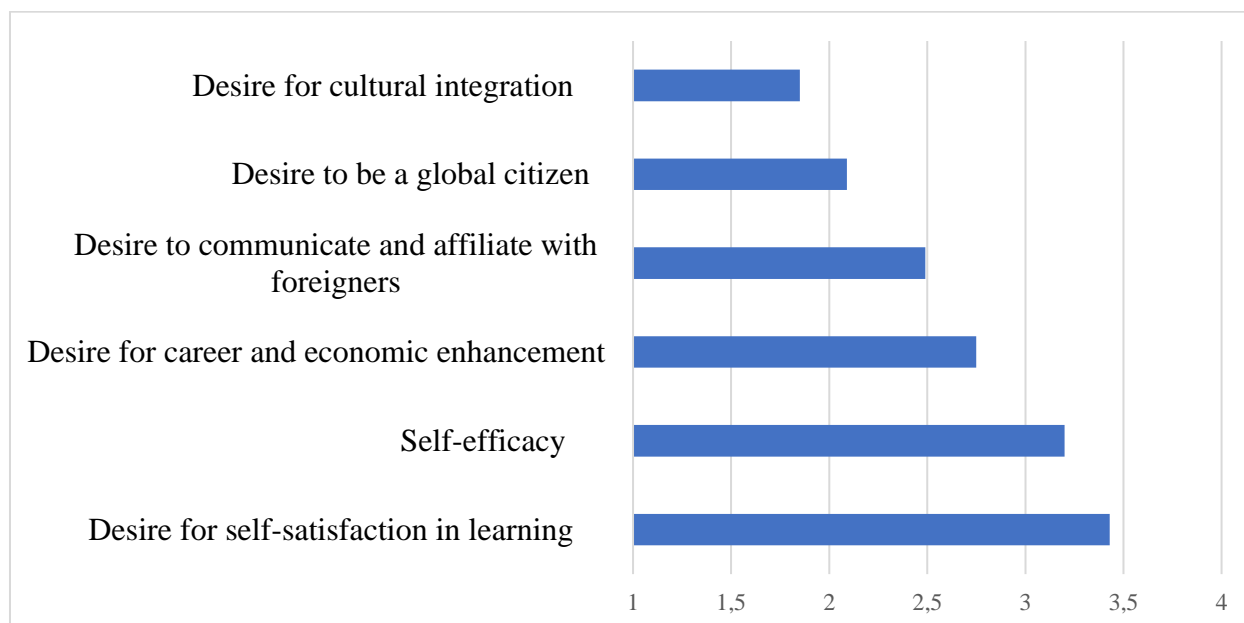 Desire for cultural integration
Desire to be a global citizen
Desire to communicate and affiliate with
foreigners
Desire for career and economic enhancement
Self-efficacy
Desire for self-satisfaction in learning
1 1,5 2 2,5 3 3,5 4